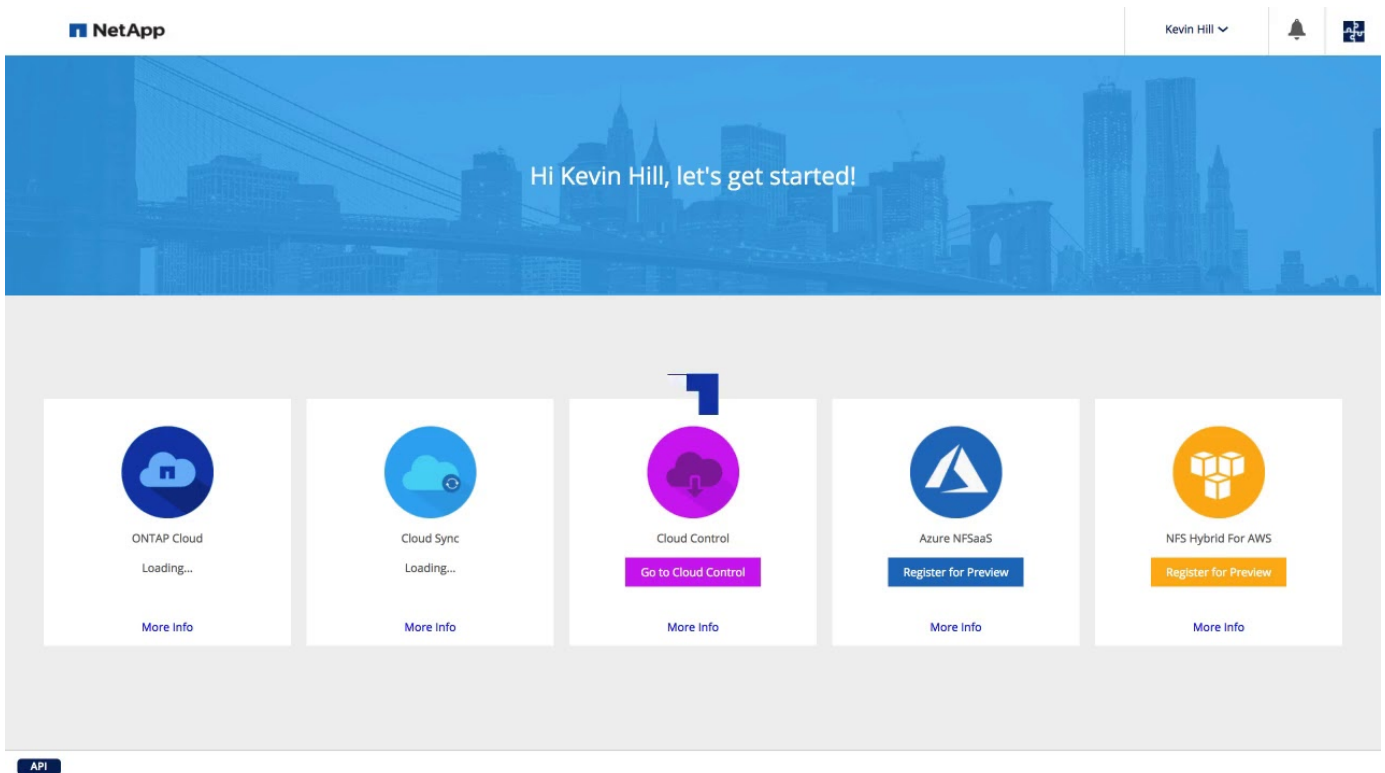 NetApp
Kevin Hill
Hi Kevin Hill, let's get started!
ONTAP Cloud
Loading...
More Info
Cloud Sync
Loading...
More Info
Cloud Control
Go to Cloud Control
More Info
Azure NFSaaS
Register for Preview
More Info
NFS Hybrid For AWS
Register for Preview
More Info
API